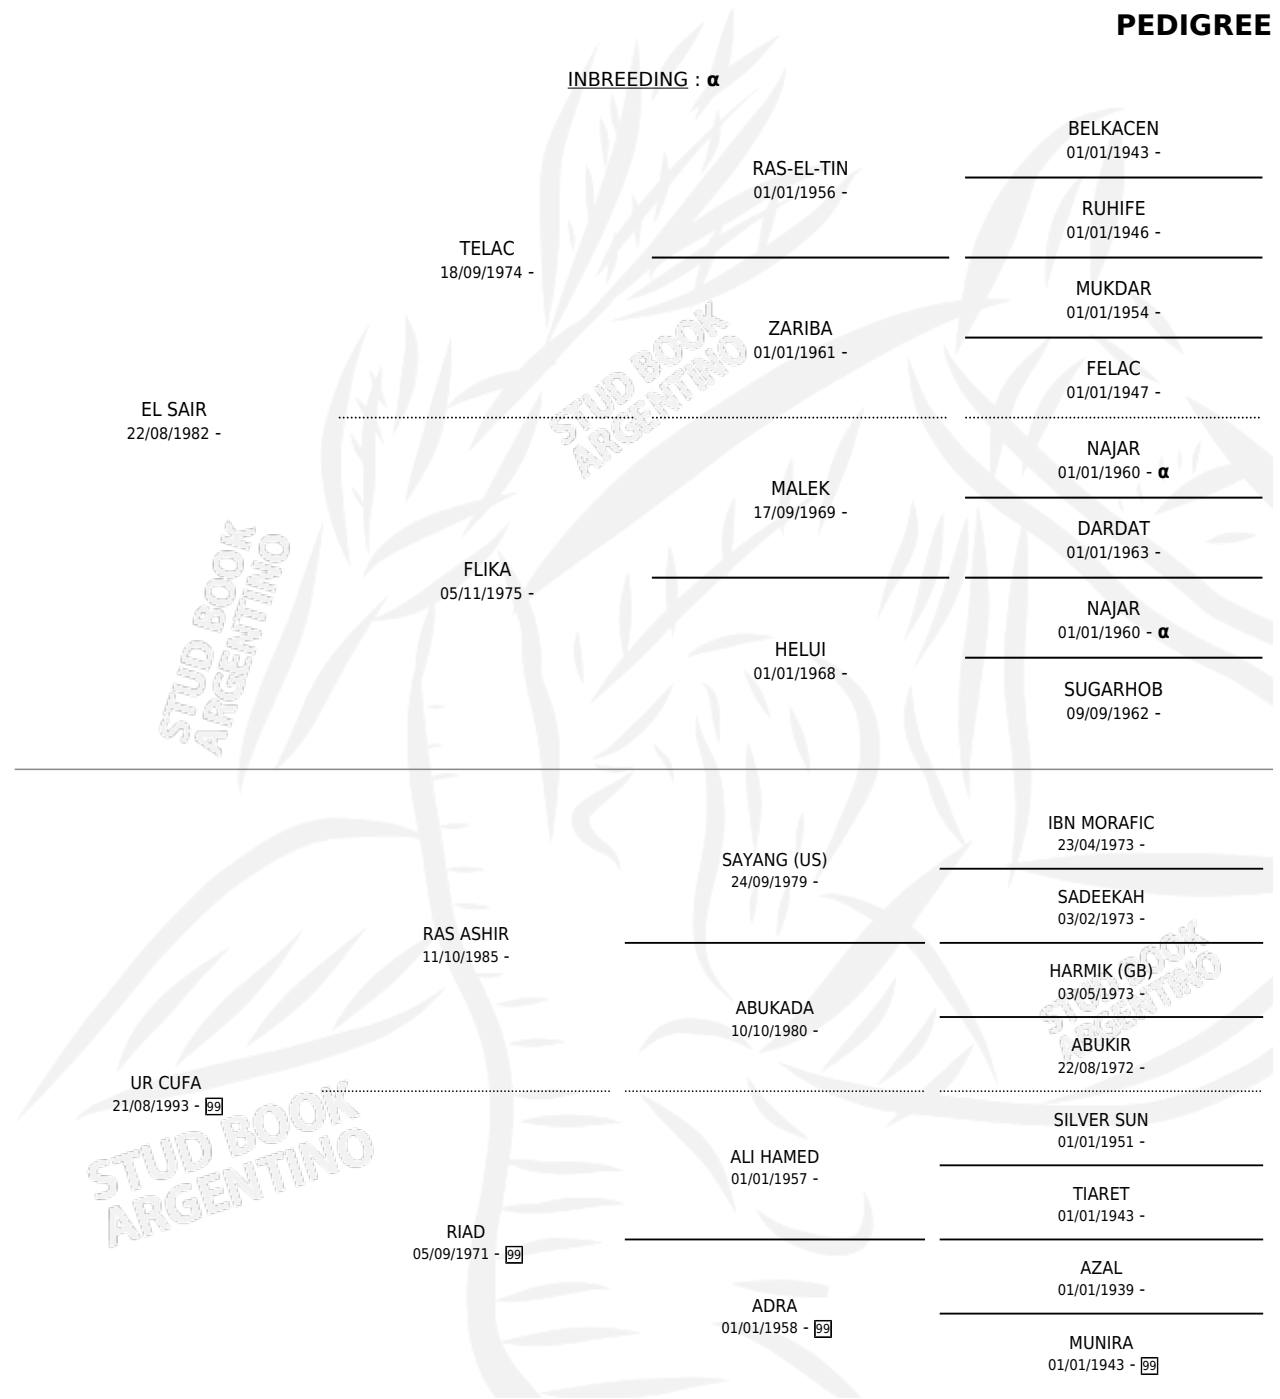 PEDIGREE
INBREEDING : α
BELKACEN
01/01/1943 -
RAS-EL-TIN
01/01/1956 -
RUHIFE
01/01/1946 -
TELAC
18/09/1974 -
MUKDAR
01/01/1954 -
ZARIBA
01/01/1961 -
FELAC
01/01/1947 -
EL SAIR
22/08/1982 -
NAJAR
01/01/1960 - α
MALEK
17/09/1969 -
DARDAT
01/01/1963 -
FLIKA
05/11/1975 -
NAJAR
01/01/1960 - α
HELUI
01/01/1968 -
SUGARHOB
09/09/1962 -
IBN MORAFIC
23/04/1973 -
SAYANG (US)
24/09/1979 -
SADEEKAH
03/02/1973 -
RAS ASHIR
11/10/1985 -
HARMIK (GB)
03/05/1973 -
ABUKADA
10/10/1980 -
ABUKIR
22/08/1972 -
UR CUFA
21/08/1993 - 99
SILVER SUN
01/01/1951 -
ALI HAMED
01/01/1957 -
TIARET
01/01/1943 -
RIAD
05/09/1971 - 99
AZAL
01/01/1939 -
ADRA
01/01/1958 - 99
MUNIRA
01/01/1943 - 99
STUD BOOK
ARGENTINO
STUD BOOK
ARGENTINO
STUD BOOK
ARGENTINO
STUD BOOK
ARGENTINO